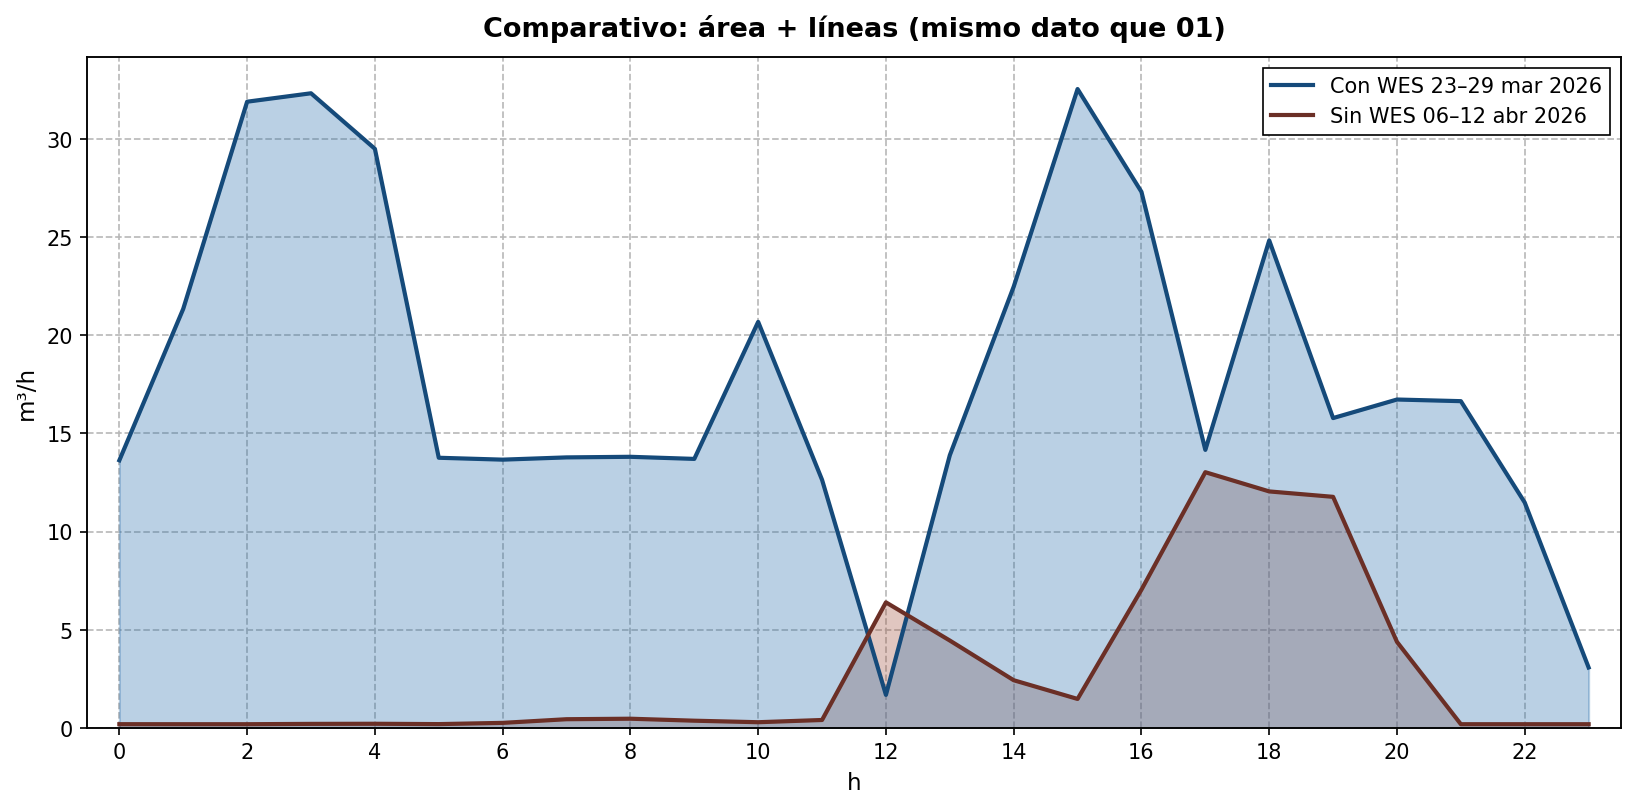 Comparativo: área + líneas (mismo dato que 01)
Con WES 23–29 mar 2026
Sin WES 06–12 abr 2026
m³/h
30
25
20
15
10
5
0
0 2 4 6 8 10 12 14 16 18 20 22
h